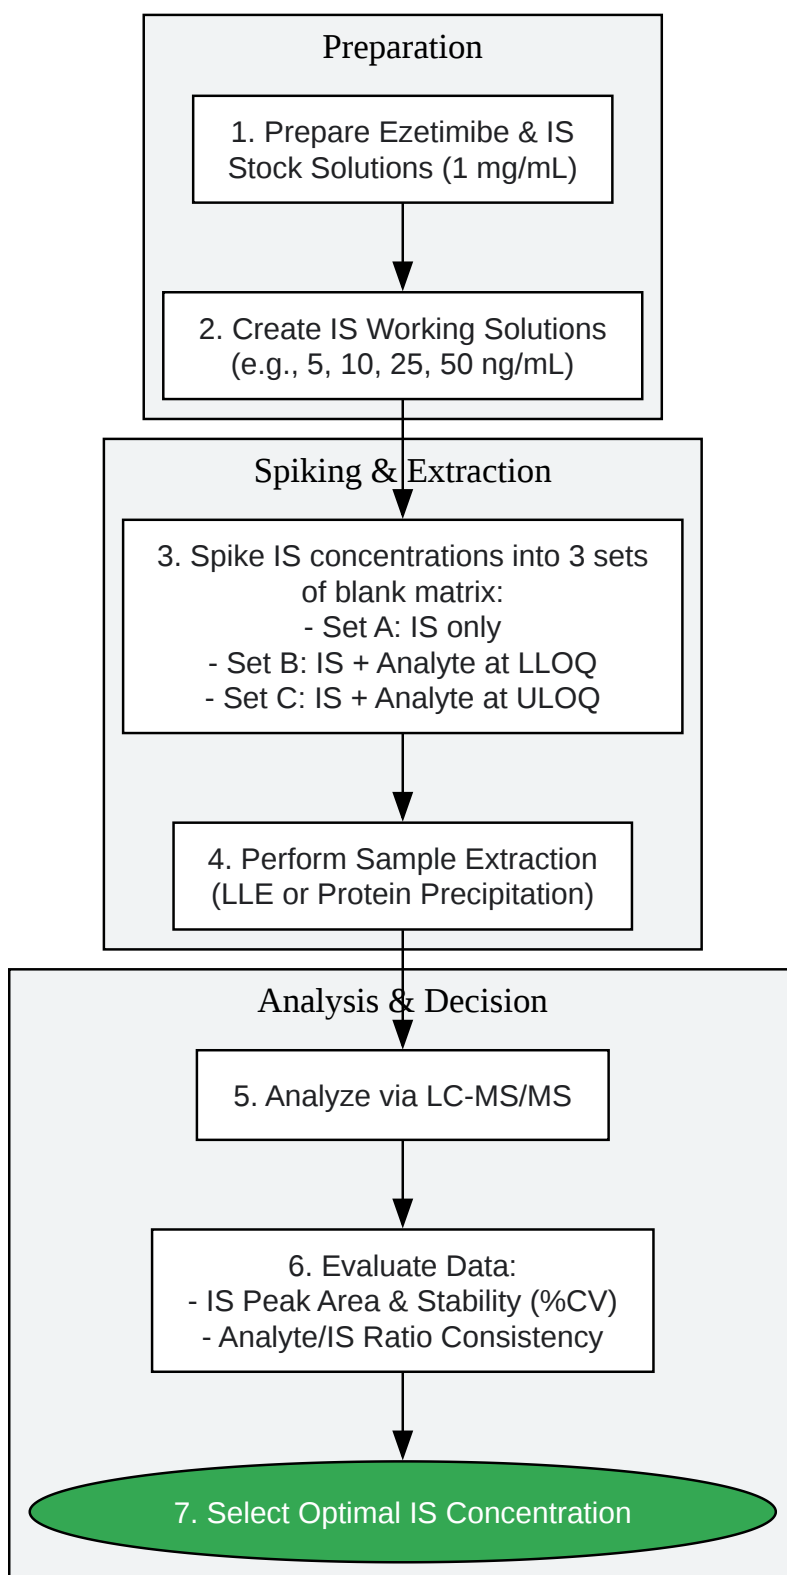 Preparation
1. Prepare Ezetimibe & IS
Stock Solutions (1 mg/mL)
2. Create IS Working Solutions
(e.g., 5, 10, 25, 50 ng/mL)
Spiking & Extraction
3. Spike IS concentrations into 3 sets
of blank matrix:
- Set A: IS only
- Set B: IS + Analyte at LLOQ
- Set C: IS + Analyte at ULOQ
4. Perform Sample Extraction
(LLE or Protein Precipitation)
Analysis & Decision
5. Analyze via LC-MS/MS
6. Evaluate Data:
- IS Peak Area & Stability (%CV)
- Analyte/IS Ratio Consistency
7. Select Optimal IS Concentration